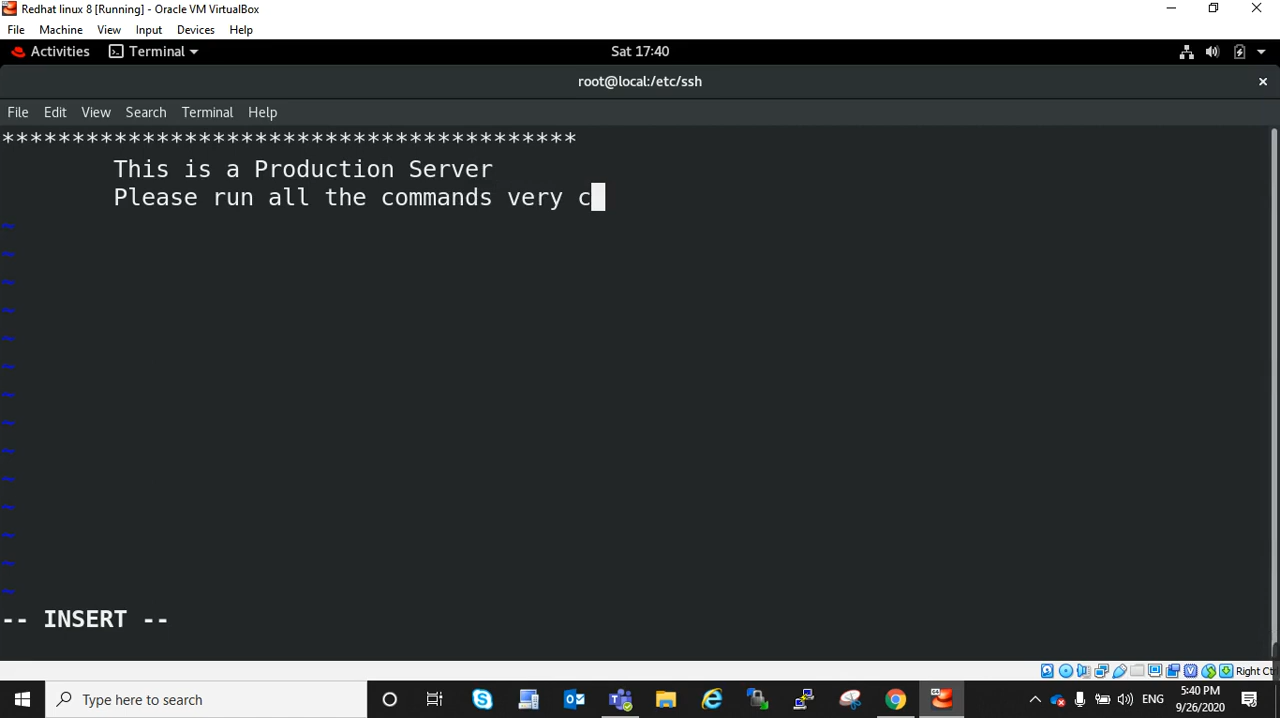 Redhat linux 8 [Running] - Oracle VM VirtualBox
File Machine View Input Devices Help
Activities Terminal Sat 17:40
root@local:/etc/ssh
File Edit View Search Terminal Help
*****************************************
This is a Production Server
Please run all the commands very c
~
~
~
~
~
~
~
~
~
~
~
~
~
~
-- INSERT --
Right Ct
Type here to search
ENG
5:40 PM
9/26/2020